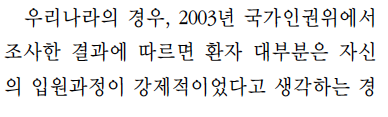 우리나라의 경우, 2003년 국가인권위에서
조사한 결과에 따르면 환자 대부분은 자신
의 입원과정이 강제적이었다고 생각하는 경